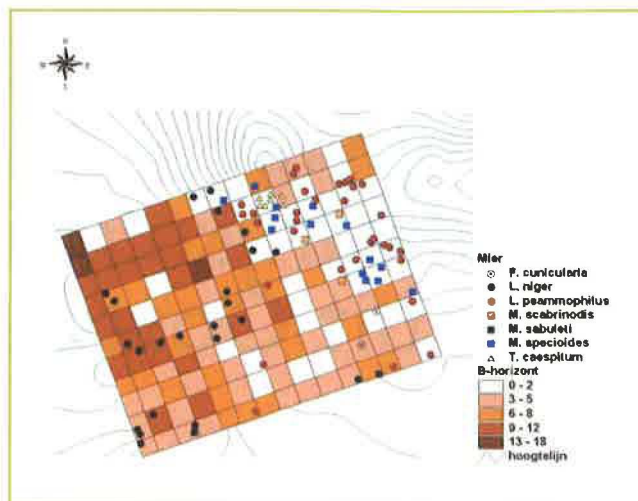 Mier
F. cunicularia
L. niger
L. psammophilus
M. scabrinodis
M. sabuleti
M. specioides
T. caespitum
B-horizont
0 - 2
3 - 5
6 - 8
9 - 12
13 - 18
hoogtelijn